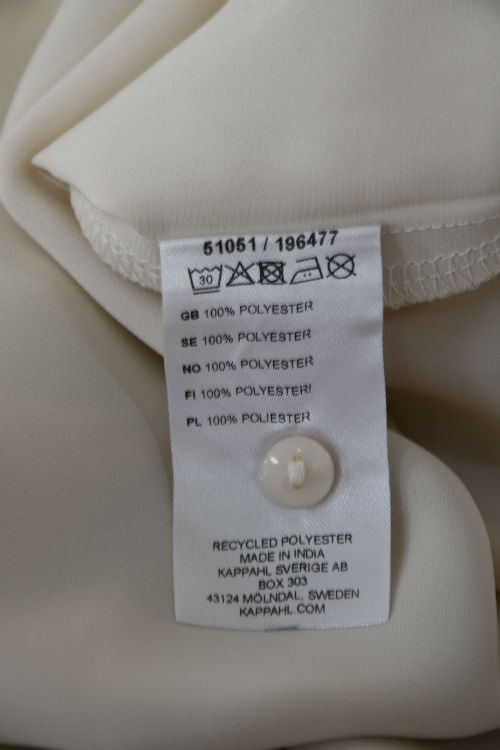 51051 / 196477
30
GB 100% POLYESTER
SE 100% POLYESTER
NO 100% POLYESTER
FI 100% POLYESTERI
PL 100% POLIESTER
RECYCLED POLYESTER
MADE IN INDIA
KAPPAHL SVERIGE AB
BOX 303
43124 MÖLNDAL, SWEDEN
KAPPAHL.COM